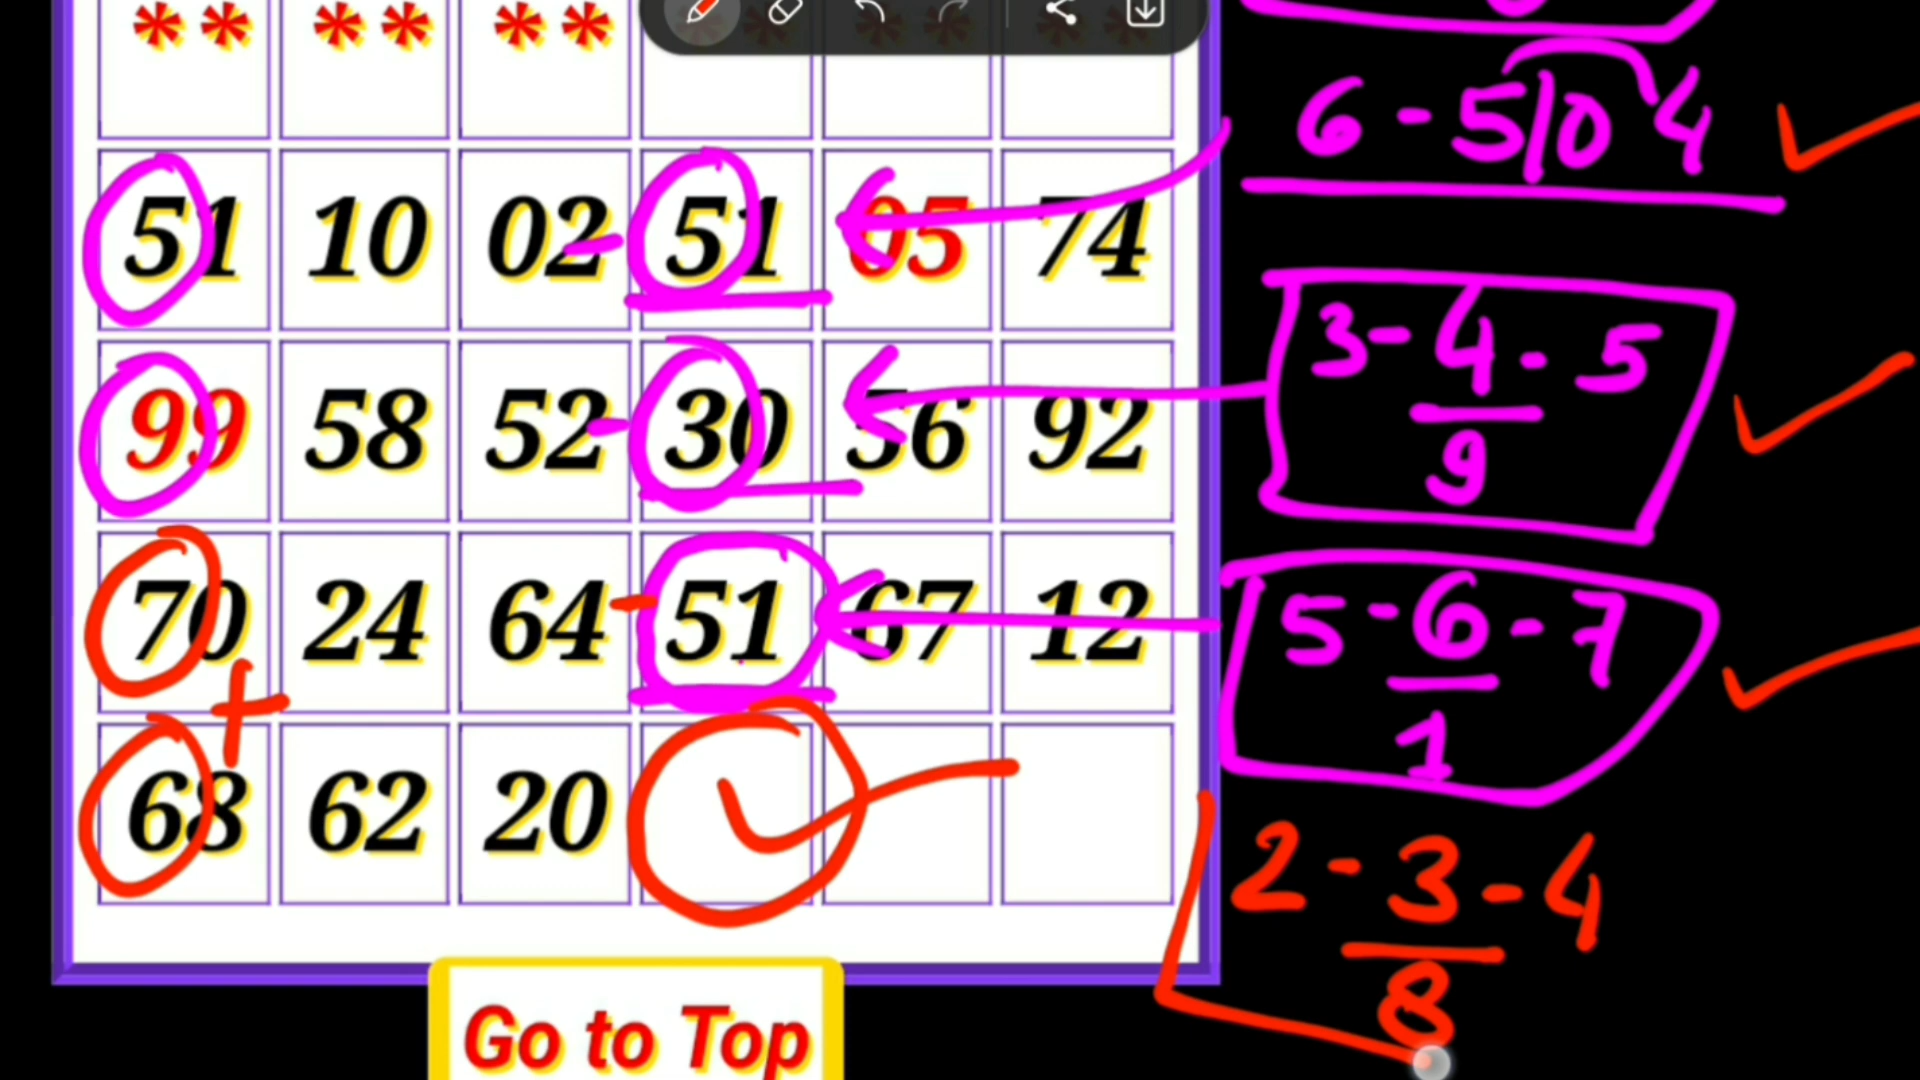 ** ** ** ** ** **
6 - 5/0 4
51 10 02 - 51 05 74
3 - 4 - 5
9
99 58 52 - 30 56 92
5 - 6 - 7
1
70 24 64 - 51 67 12
+
68 62 20
2 - 3 - 4
8
Go to Top